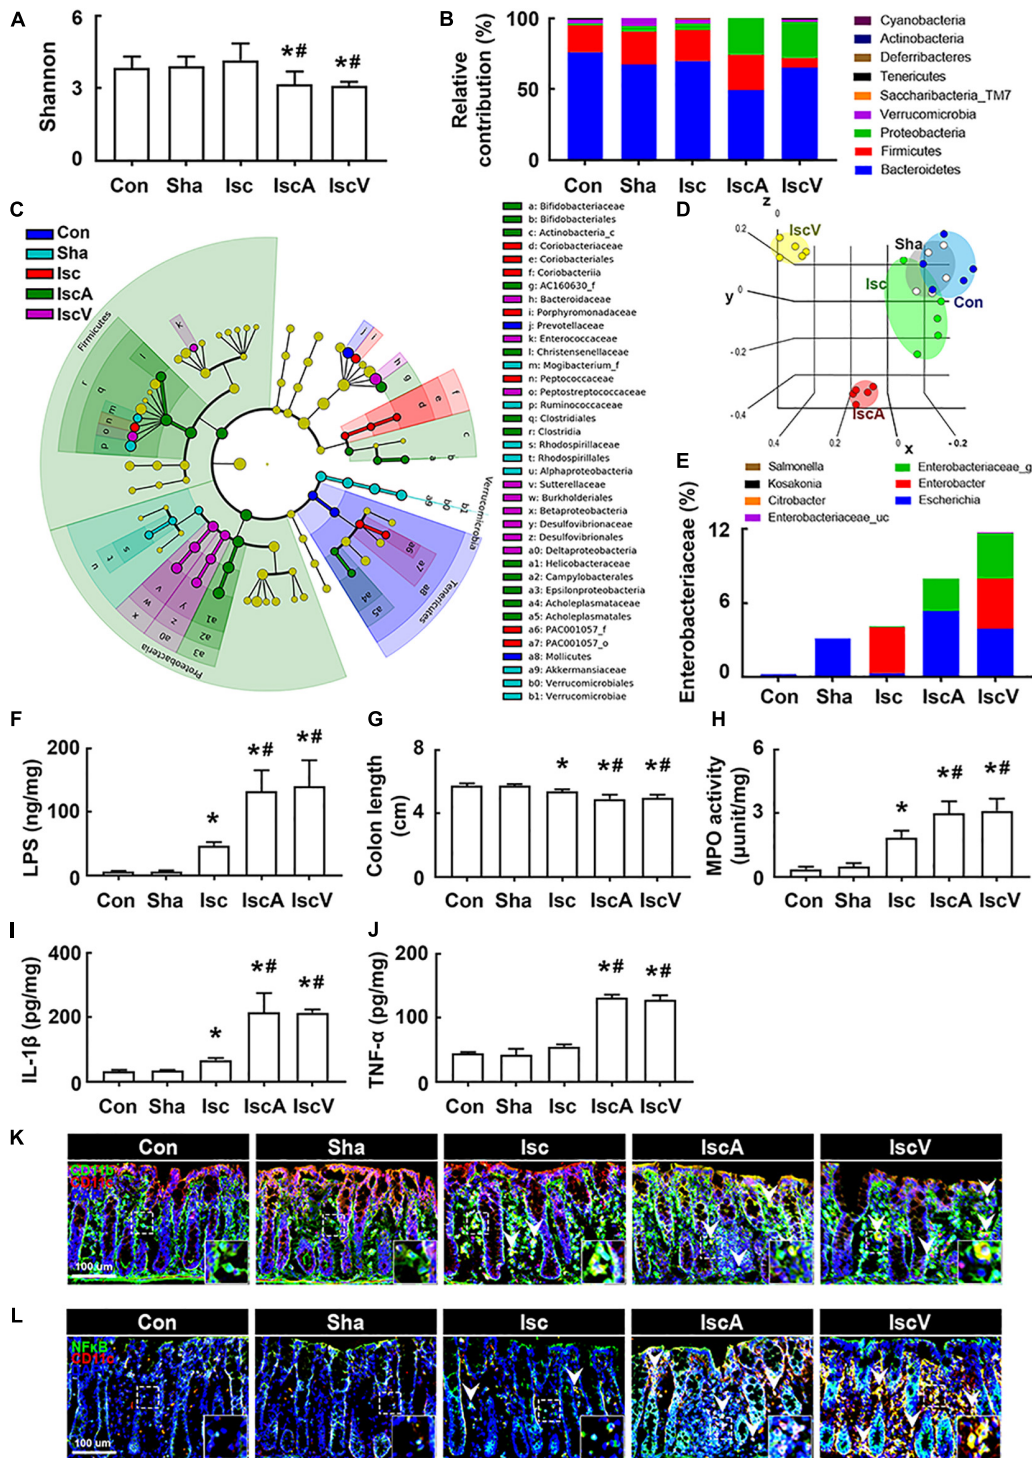 A
Shannon
6
3
0
Con Sha Isc IscA IscV
*# *#
B
Relative contribution (%)
100
50
0
Con Sha Isc IscA IscV
Cyanobacteria
Actinobacteria
Deferribacteres
Tenericutes
Saccharibacteria_TM7
Verrucomicrobia
Proteobacteria
Firmicutes
Bacteroidetes
C
Con
Sha
Isc
IscA
IscV
Firmicutes
Verrucomicrobia
Tenericutes
Proteobacteria
a: Bifidobacteriaceae
b: Bifidobacteriales
c: Actinobacteria_c
d: Coriobacteriaceae
e: Coriobacteriales
f: Coriobacteriia
g: AC160630_f
h: Bacteroidaceae
i: Porphyromonadaceae
j: Prevotellaceae
k: Enterococcaceae
l: Christensenellaceae
m: Mogibacterium_f
n: Peptococcaceae
o: Peptostreptococcaceae
p: Ruminococcaceae
q: Clostridiales
r: Clostridia
s: Rhodospirillaceae
t: Rhodospirillales
u: Alphaproteobacteria
v: Sutterellaceae
w: Burkholderiales
x: Betaproteobacteria
y: Desulfovibrionaceae
z: Desulfovibrionales
a0: Deltaproteobacteria
a1: Helicobacteraceae
a2: Campylobacterales
a3: Epsilonproteobacteria
a4: Acholeplasmataceae
a5: Acholeplasmatales
a6: PAC001057_f
a7: PAC001057_o
a8: Mollicutes
a9: Akkermansiaceae
b0: Verrucomicrobiales
b1: Verrucomicrobiae
D
z
0
0.2
y
0
-0.2
-0.4
0.4
0.2
0
-0.2
x
IscV
Sha
Isc
Con
IscA
E
Salmonella
Kosakonia
Citrobacter
Enterobacteriaceae_uc
Enterobacteriaceae_g
Enterobacter
Escherichia
Enterobacteriaceae (%)
12
6
0
Con Sha Isc IscA IscV
F
LPS (ng/mg)
200
100
0
* *# *#
Con Sha Isc IscA IscV
G
Colon length (cm)
8
4
0
* *# *#
Con Sha Isc IscA IscV
H
MPO activity (µunit/mg)
6
3
0
* *# *#
Con Sha Isc IscA IscV
I
IL-1β (pg/mg)
400
200
0
* *# *#
Con Sha Isc IscA IscV
J
TNF-α (pg/mg)
200
100
0
*# *#
Con Sha Isc IscA IscV
K
Con Sha Isc IscA IscV
CD11b
CD11c
100 um
L
Con Sha Isc IscA IscV
NFκB
CD11c
100 um